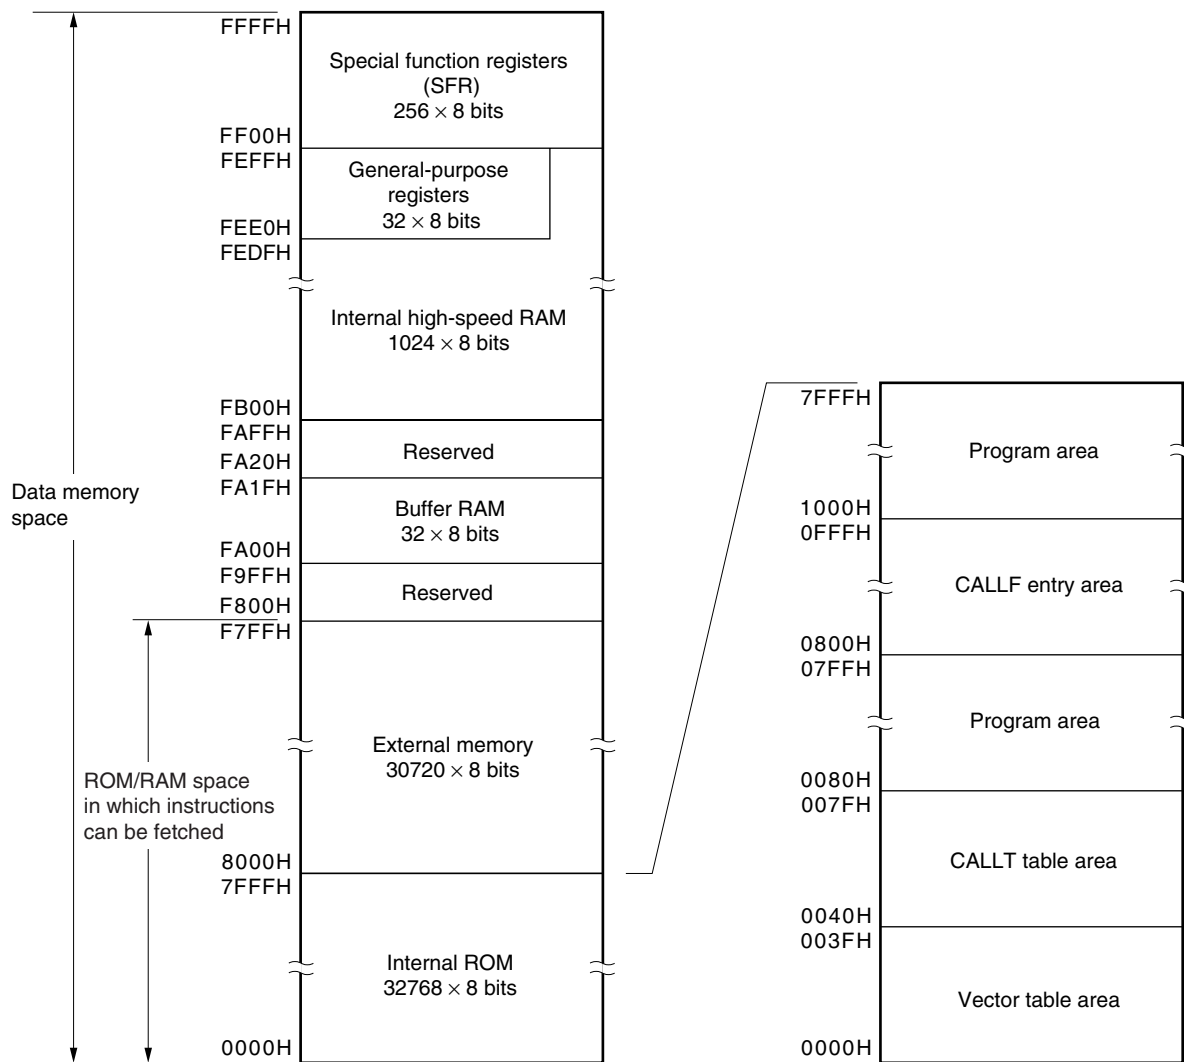 FFFFH
Special function registers
(SFR)
256 × 8 bits
FF00H
FEFFH
General-purpose
registers
32 × 8 bits
FEE0H
FEDFH
Internal high-speed RAM
1024 × 8 bits
FB00H
FAFFH
Reserved
FA20H
FA1FH
Data memory
space
Buffer RAM
32 × 8 bits
FA00H
F9FFH
Reserved
F800H
F7FFH
External memory
30720 × 8 bits
ROM/RAM space
in which instructions
can be fetched
8000H
7FFFH
Internal ROM
32768 × 8 bits
0000H
7FFFH
Program area
1000H
0FFFH
CALLF entry area
0800H
07FFH
Program area
0080H
007FH
CALLT table area
0040H
003FH
Vector table area
0000H